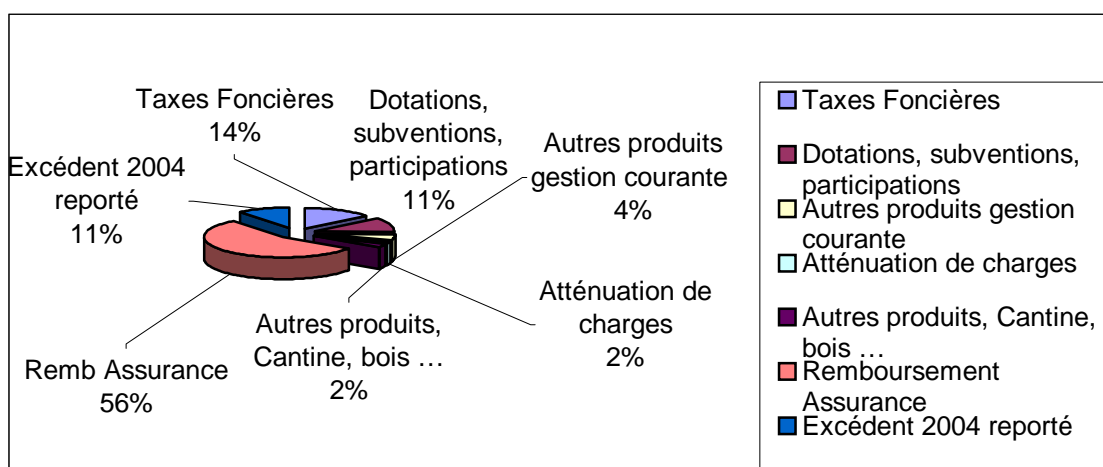 Taxes Foncières
14%
Dotations,
subventions,
participations
11%
Autres produits
gestion courante
4%
Excédent 2004
reporté
11%
Atténuation de
charges
2%
Autres produits,
Cantine, bois …
2%
Remb Assurance
56%
Taxes Foncières
Dotations, subventions,
participations
Autres produits gestion
courante
Atténuation de charges
Autres produits, Cantine,
bois …
Remboursement
Assurance
Excédent 2004 reporté